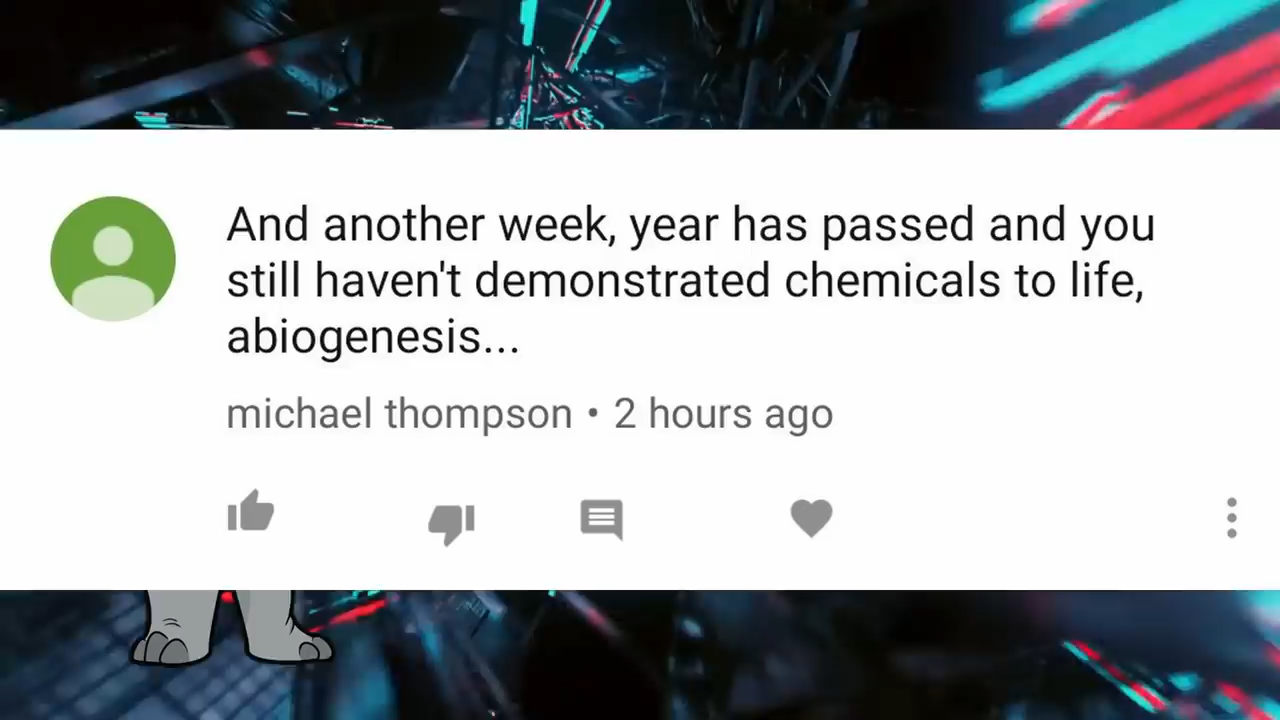 And another week, year has passed and you
still haven't demonstrated chemicals to life,
abiogenesis...
michael thompson • 2 hours ago